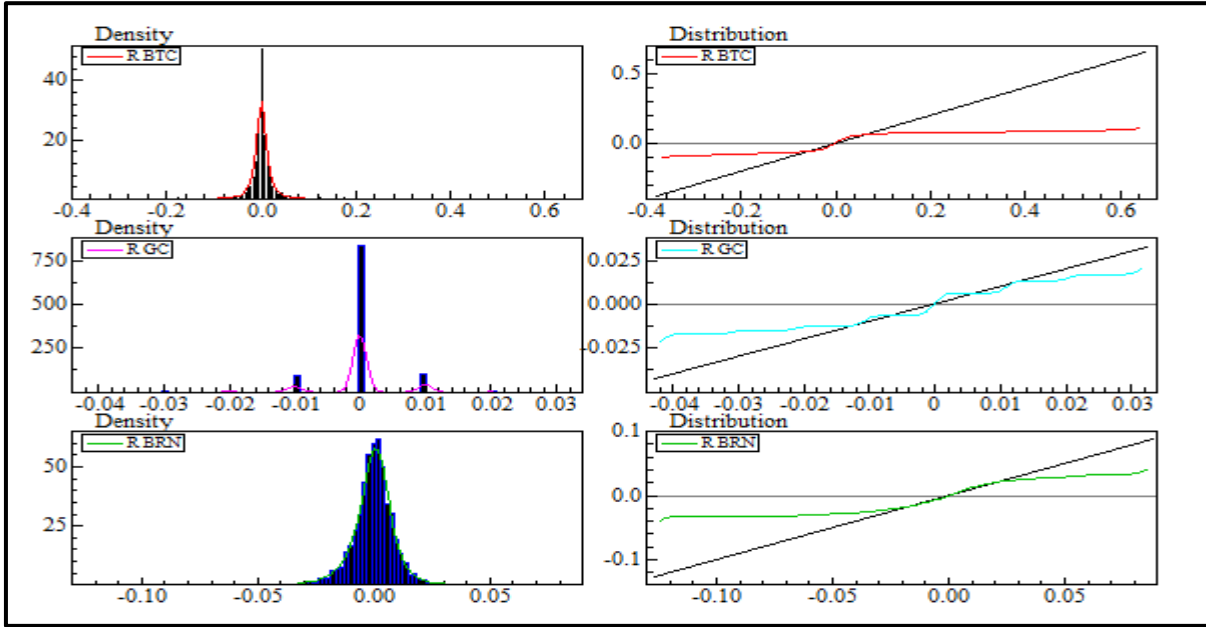 Density
R BTC
40
20
-0.4 -0.2 0.0 0.2 0.4 0.6
Distribution
R BTC
0.5
0.0
-0.4 -0.2 0.0 0.2 0.4 0.6
Density
R GC
750
500
250
-0.04 -0.03 -0.02 -0.01 0 0.01 0.02 0.03
Distribution
R GC
0.025
0.000
-0.025
-0.04 -0.03 -0.02 -0.01 0 0.01 0.02 0.03
Density
R BRN
50
25
-0.10 -0.05 0.00 0.05
Distribution
R BRN
0.1
0.0
-0.1
-0.10 -0.05 0.00 0.05